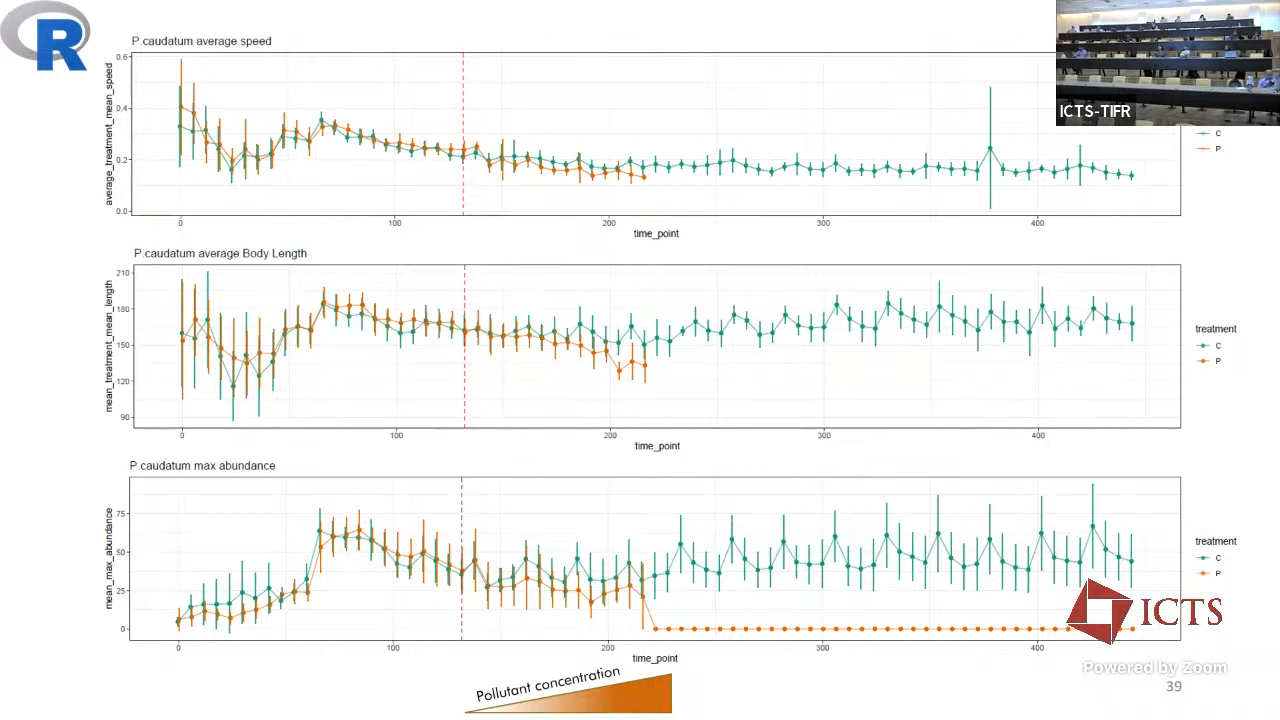 R
P.caudatum average speed
average_treatment_mean_speed
0.6
0.4
0.2
0.0
0
100
200
300
400
time_point
ICTS-TIFR
C
P
P.caudatum average Body Length
mean_treatment_mean_length
210
180
150
120
90
0
100
200
300
400
time_point
treatment
C
P
P.caudatum max abundance
mean_max_abundance
75
50
25
0
0
100
200
300
400
time_point
treatment
C
P
ICTS
Pollutant concentration
Powered by Zoom
39